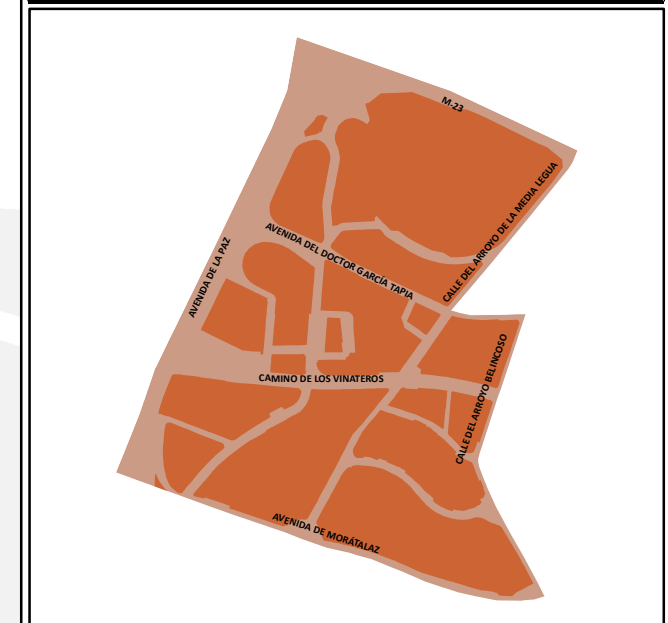 M-23
CALLE DEL ARROYO DE LA MEDIA LEGUA
AVENIDA DEL DOCTOR GARCÍA TAPIA
AVENIDA DE LA PAZ
CALLE DEL ARROYO BELINCOSO
CAMINO DE LOS VINATEROS
AVENIDA DE MORATALAZ